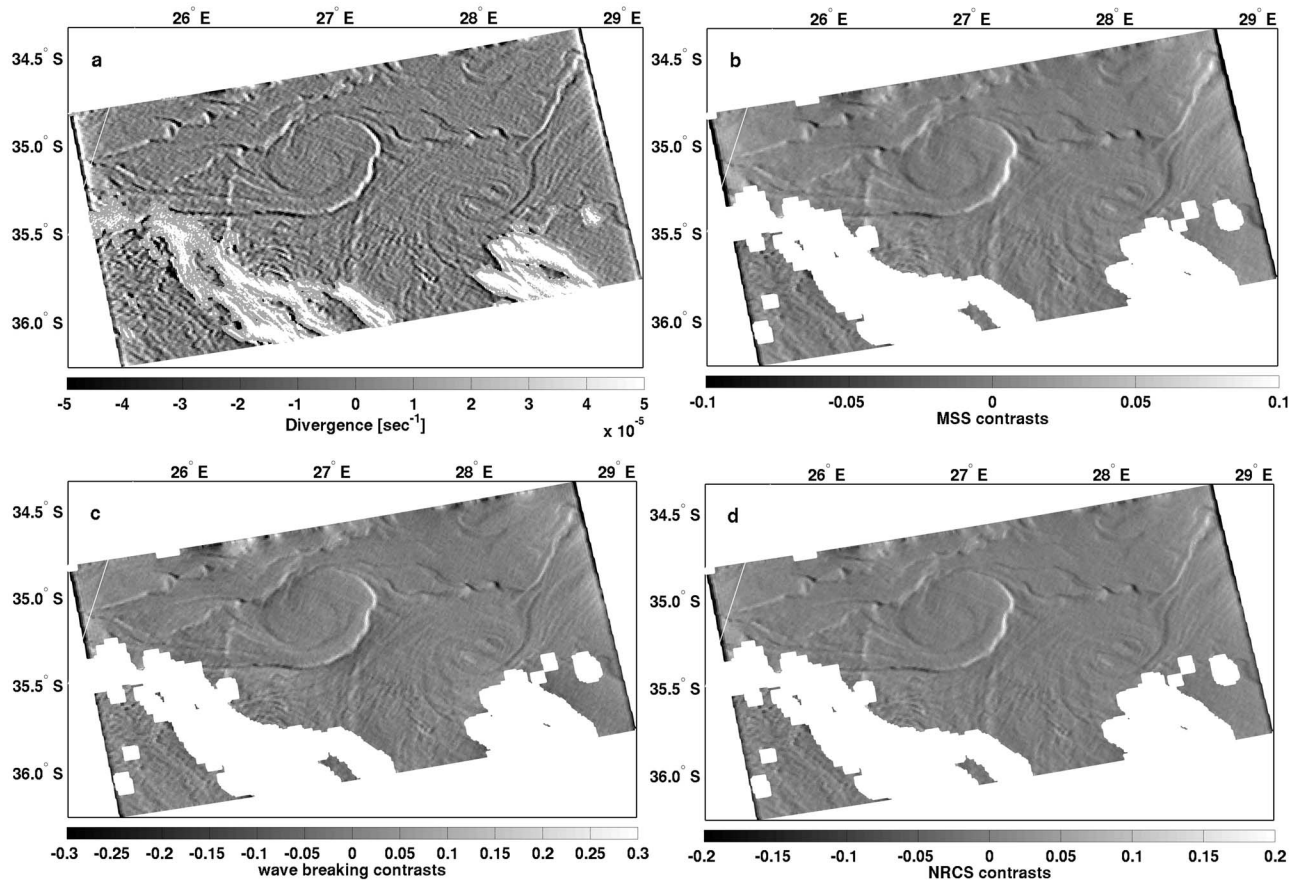 26° E 27° E 28° E 29° E
34.5° S
35.0° S
35.5° S
36.0° S
a
-5 -4 -3 -2 -1 0 1 2 3 4 5
Divergence [sec⁻¹]
x 10⁻⁵
26° E 27° E 28° E 29° E
34.5° S
35.0° S
35.5° S
36.0° S
b
-0.1 -0.05 0 0.05 0.1
MSS contrasts
26° E 27° E 28° E 29° E
34.5° S
35.0° S
35.5° S
36.0° S
c
-0.3 -0.25 -0.2 -0.15 -0.1 -0.05 0 0.05 0.1 0.15 0.2 0.25 0.3
wave breaking contrasts
26° E 27° E 28° E 29° E
34.5° S
35.0° S
35.5° S
36.0° S
d
-0.2 -0.15 -0.1 -0.05 0 0.05 0.1 0.15 0.2
NRCS contrasts